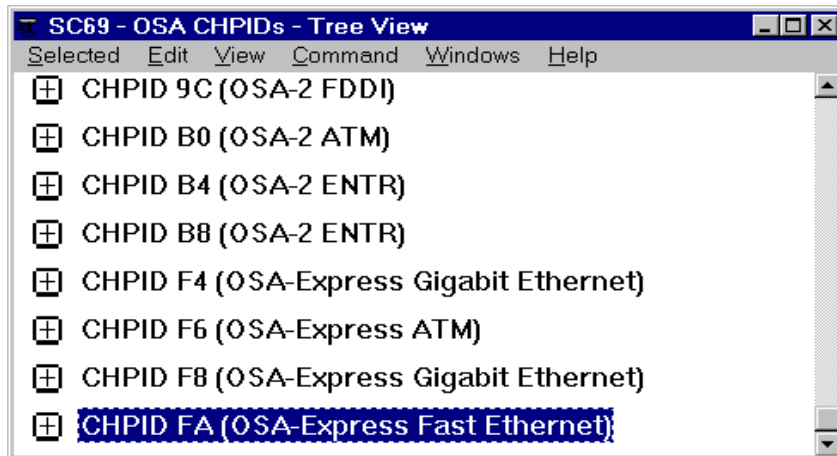 SC69 - OSA CHPIDs - Tree View
Selected Edit View Command Windows Help
CHPID 9C (OSA-2 FDDI)
CHPID B0 (OSA-2 ATM)
CHPID B4 (OSA-2 ENTR)
CHPID B8 (OSA-2 ENTR)
CHPID F4 (OSA-Express Gigabit Ethernet)
CHPID F6 (OSA-Express ATM)
CHPID F8 (OSA-Express Gigabit Ethernet)
CHPID FA (OSA-Express Fast Ethernet)